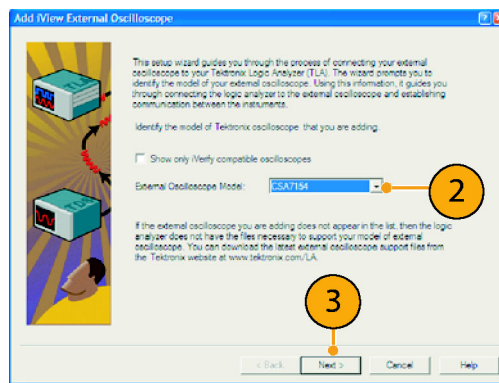 Add iView External Oscilloscope
TLA
TDS
This setup wizard guides you through the process of connecting your external
oscilloscope to your Tektronix Logic Analyzer (TLA). The wizard prompts you to
identify the model of your external oscilloscope. Using this information, it guides you
through connecting the logic analyzer to the external oscilloscope and establishing
communication between the instruments.
Identify the model of Tektronix oscilloscope that you are adding.
Show only iVerify compatible oscilloscopes
External Oscilloscope Model: CSA7154
2
If the external oscilloscope you are adding does not appear in the list, then the logic
analyzer does not have the files necessary to support your model of external
oscilloscope. You can download the latest external oscilloscope support files from
the Tektronix website at www.tektronix.com/LA.
3
< Back Next > Cancel Help